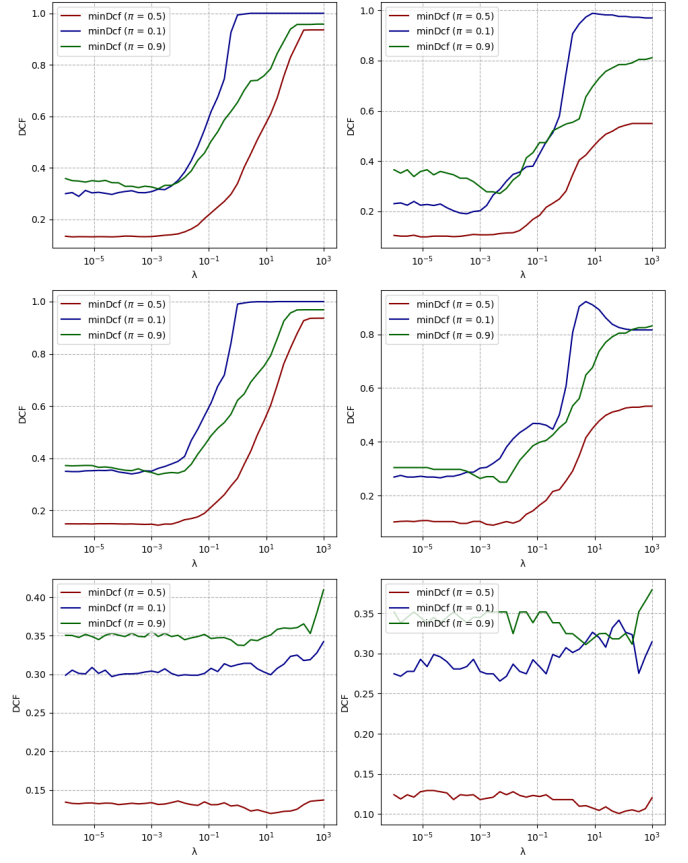 minDcf (π = 0.5)
minDcf (π = 0.1)
minDcf (π = 0.9)
DCF
1.0
0.8
0.6
0.4
0.2
10⁻⁵ 10⁻³ 10⁻¹ 10¹ 10³
λ
minDcf (π = 0.5)
minDcf (π = 0.1)
minDcf (π = 0.9)
DCF
1.0
0.8
0.6
0.4
0.2
10⁻⁵ 10⁻³ 10⁻¹ 10¹ 10³
λ
minDcf (π = 0.5)
minDcf (π = 0.1)
minDcf (π = 0.9)
DCF
1.0
0.8
0.6
0.4
0.2
10⁻⁵ 10⁻³ 10⁻¹ 10¹ 10³
λ
minDcf (π = 0.5)
minDcf (π = 0.1)
minDcf (π = 0.9)
DCF
0.8
0.6
0.4
0.2
10⁻⁵ 10⁻³ 10⁻¹ 10¹ 10³
λ
minDcf (π = 0.5)
minDcf (π = 0.1)
minDcf (π = 0.9)
DCF
0.40
0.35
0.30
0.25
0.20
0.15
10⁻⁵ 10⁻³ 10⁻¹ 10¹ 10³
λ
minDcf (π = 0.5)
minDcf (π = 0.1)
minDcf (π = 0.9)
DCF
0.35
0.30
0.25
0.20
0.15
0.10
10⁻⁵ 10⁻³ 10⁻¹ 10¹ 10³
λ